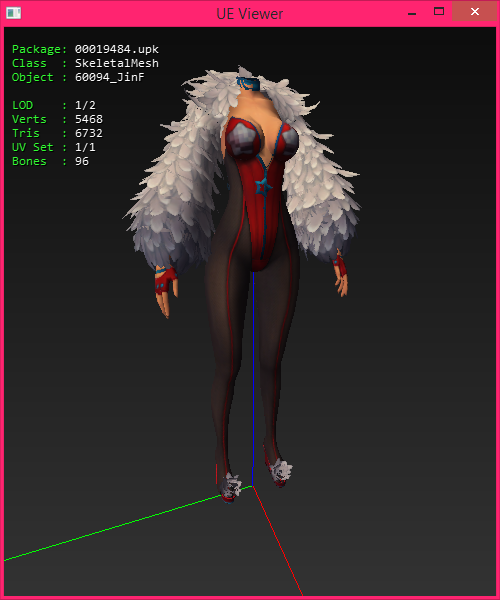 UE Viewer
Package: 00019484.upk
Class : SkeletalMesh
Object : 60094_JinF
LOD : 1/2
Verts : 5468
Tris : 6732
UV Set : 1/1
Bones : 96